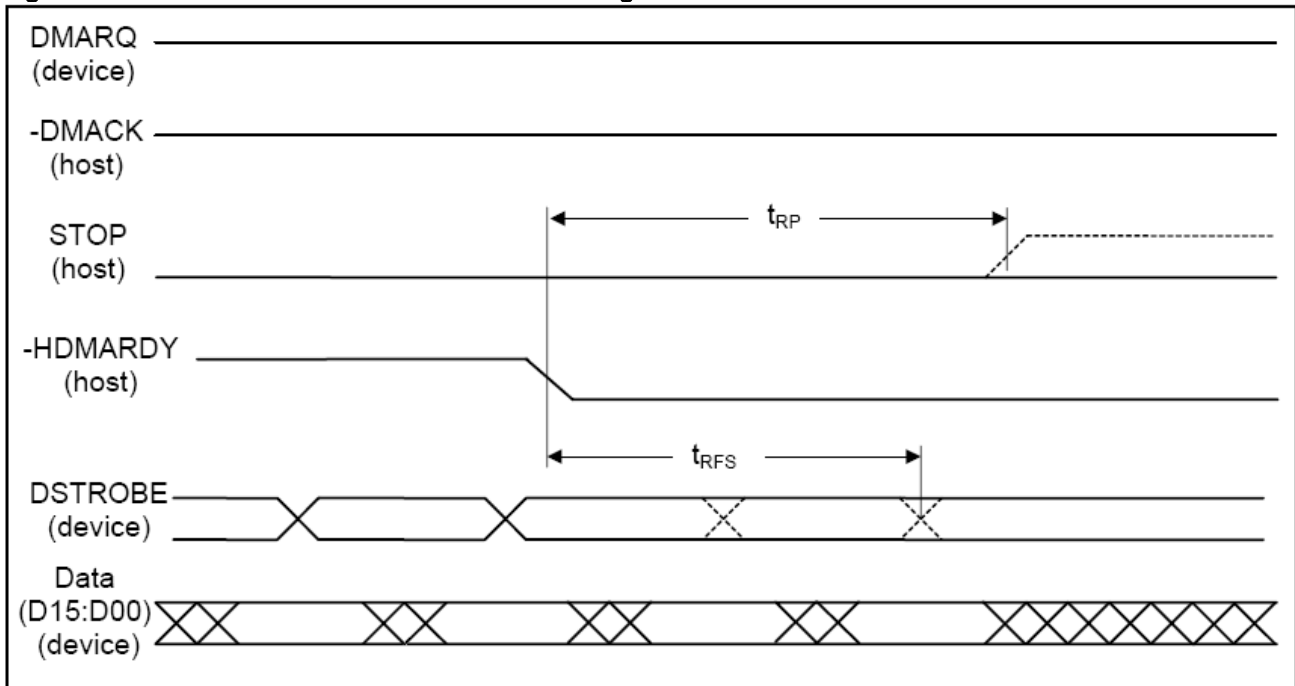 DMARQ
(device)
-DMACK
(host)
tRP
STOP
(host)
-HDMARDY
(host)
tRFS
DSTROBE
(device)
Data
(D15:D00)
(device)